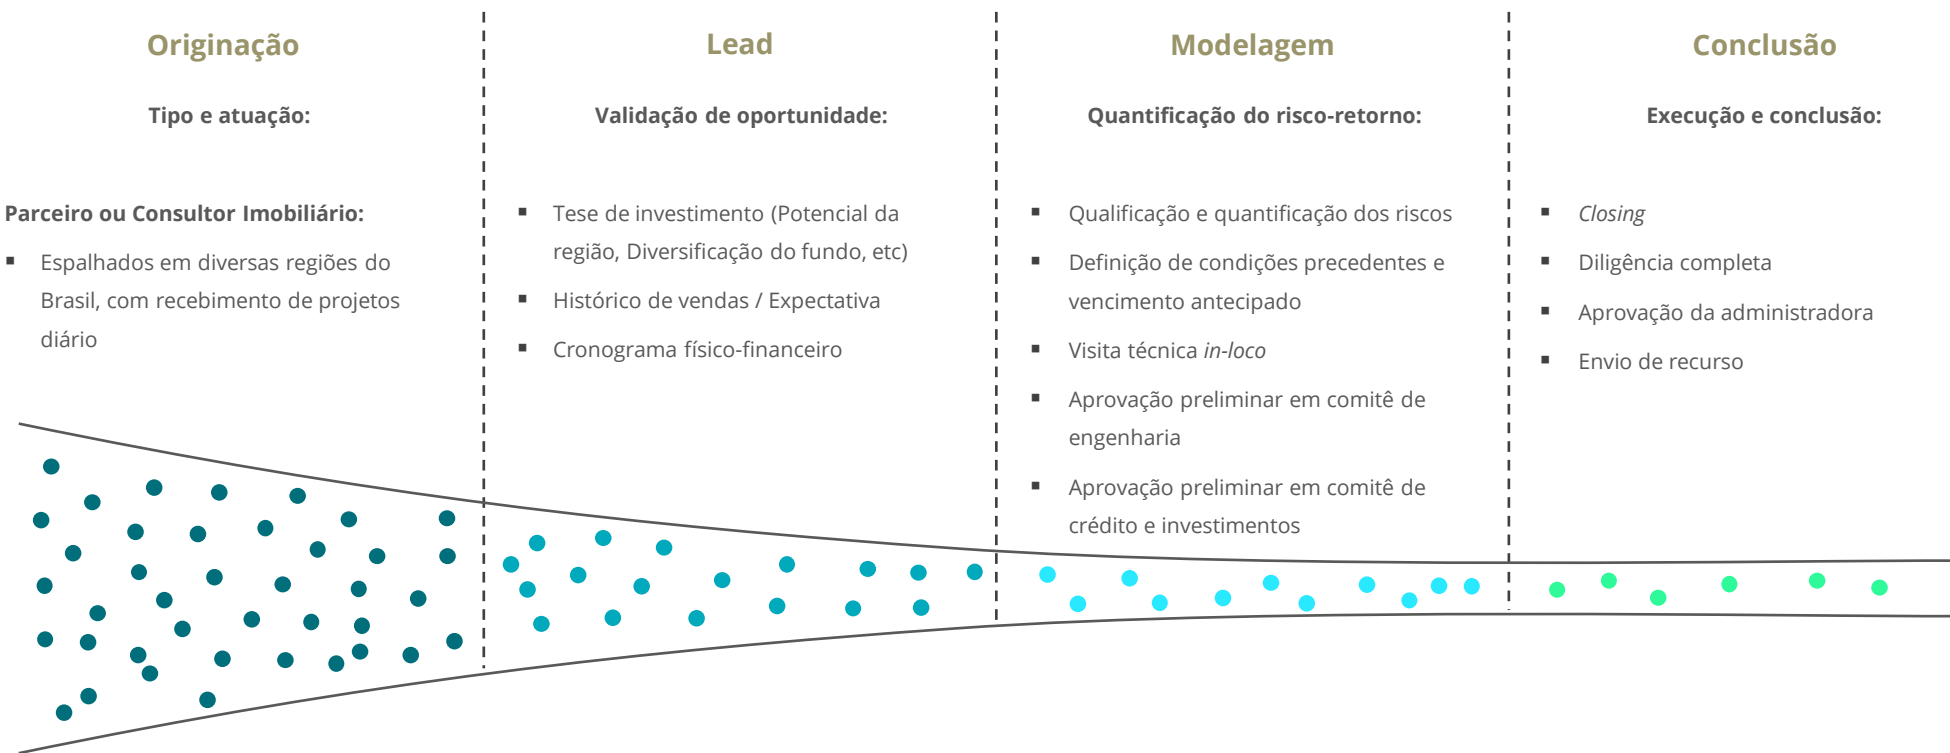 Originação
Tipo e atuação:
Parceiro ou Consultor Imobiliário:
▪ Espalhados em diversas regiões do
Brasil, com recebimento de projetos
diário
Lead
Validação de oportunidade:
▪ Tese de investimento (Potencial da
região, Diversificação do fundo, etc)
▪ Histórico de vendas / Expectativa
▪ Cronograma físico-financeiro
Modelagem
Quantificação do risco-retorno:
▪ Qualificação e quantificação dos riscos
▪ Definição de condições precedentes e
vencimento antecipado
▪ Visita técnica in-loco
▪ Aprovação preliminar em comitê de
engenharia
▪ Aprovação preliminar em comitê de
crédito e investimentos
Conclusão
Execução e conclusão:
▪ Closing
▪ Diligência completa
▪ Aprovação da administradora
▪ Envio de recurso